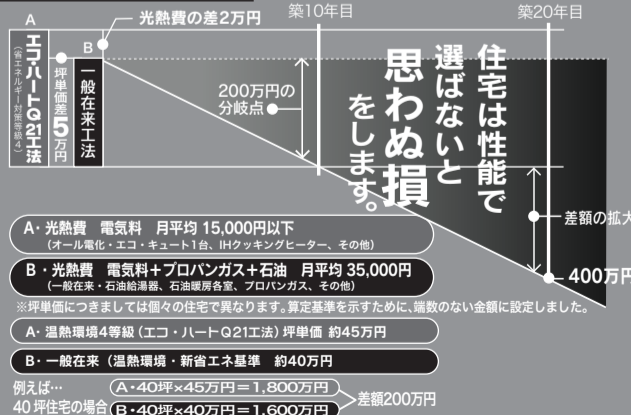 築10年目
築20年目
A
光熱費の差2万円
B
エコ・ハートQ21工法
(省エネルギー対策等級4)
坪単価差5万円
一般在来工法
200万円の
分岐点
住宅は性能で
選ばないと
思わぬ損
をします。
差額の拡大
400万円
A・光熱費 電気料 月平均 15,000円以下
(オール電化・エコ・キュート1台、IHクッキングヒーター、その他)
B・光熱費 電気料+プロパンガス+石油 月平均 35,000円
(一般在来・石油給湯器、石油暖房各室、プロパンガス、その他)
※坪単価につきましては個々の住宅で異なります。算定基準を示すために、端数のない金額に設定しました。
A・温熱環境4等級(エコ・ハートQ21工法)坪単価 約45万円
B・一般在来(温熱環境・新省エネ基準 約40万円
例えば…
40坪住宅の場合
A・40坪×45万円=1,800万円
B・40坪×40万円=1,600万円
差額200万円